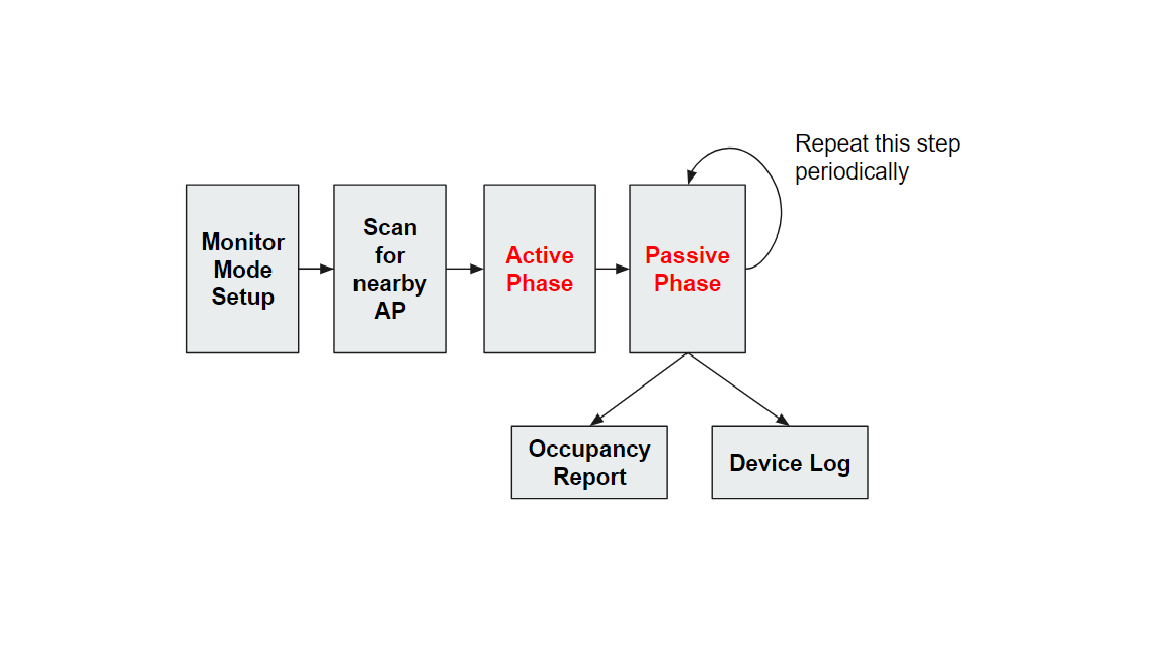 Repeat this step
periodically
Monitor
Mode
Setup
Scan
for
nearby
AP
Active
Phase
Passive
Phase
Occupancy
Report
Device Log